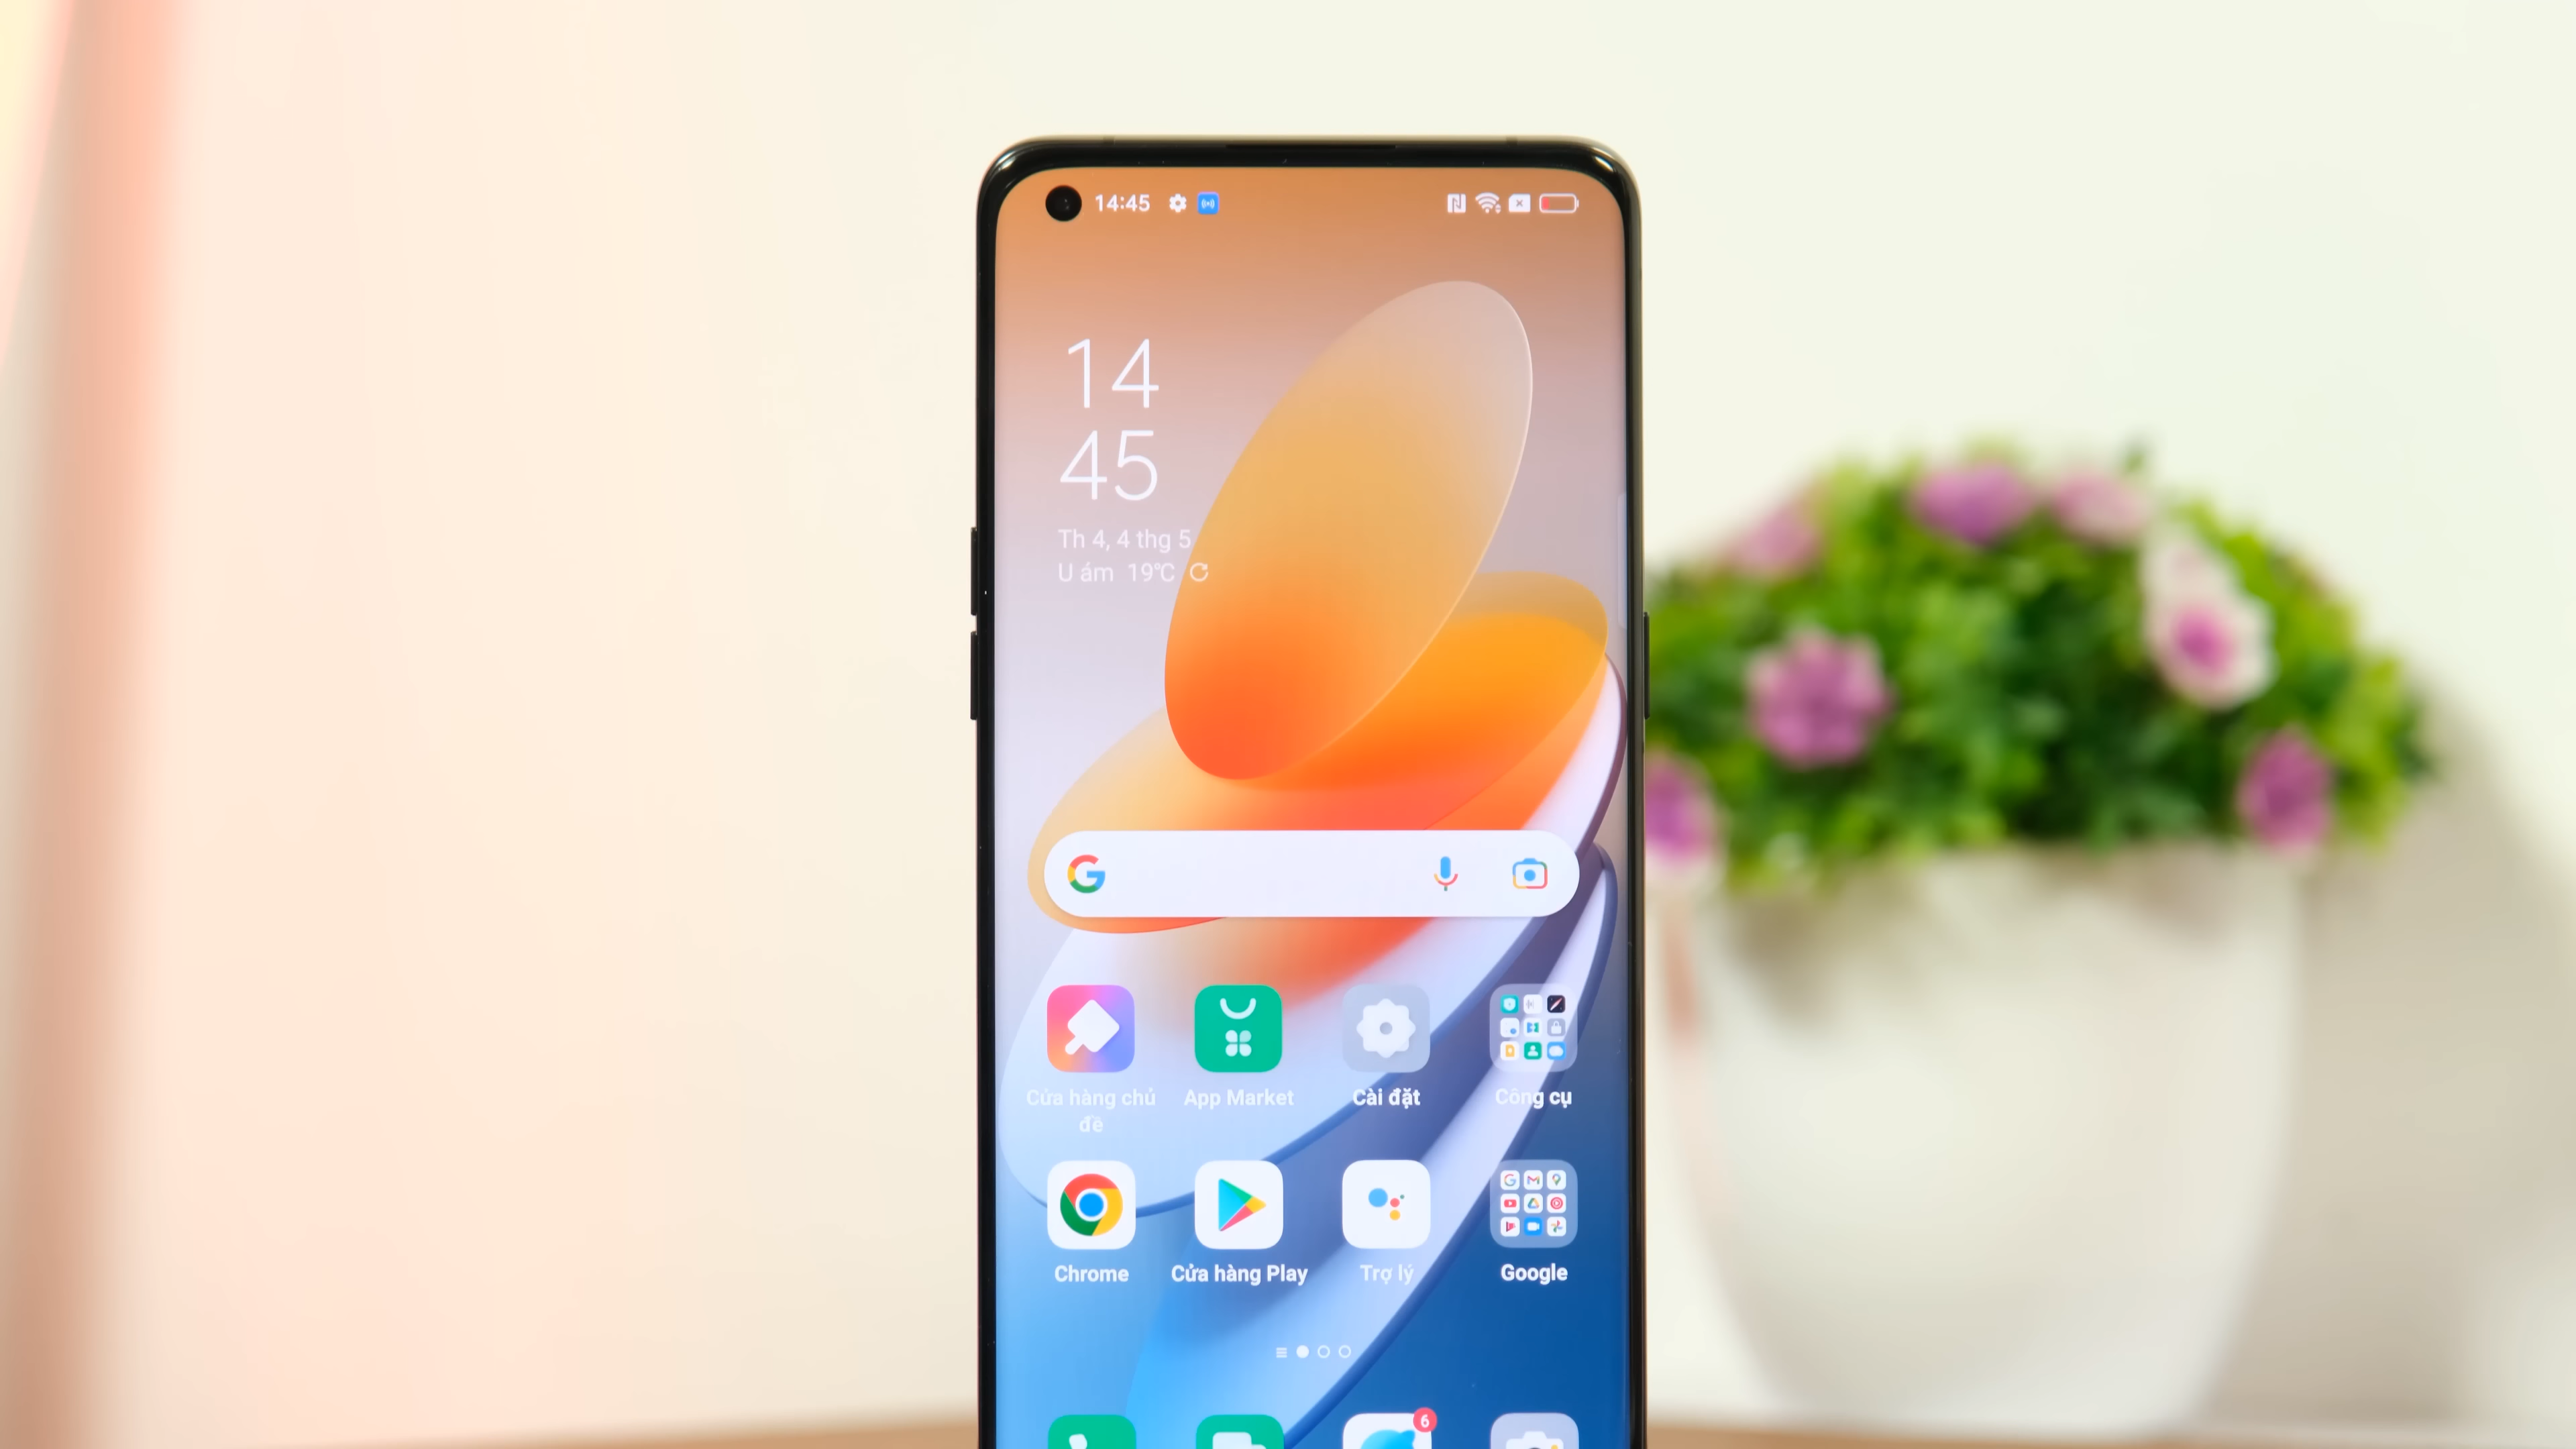 14:45
14
45
Th 4, 4 thg 5
U ám 19°C
Cửa hàng chủ đề
App Market
Cài đặt
Công cụ
Chrome
Cửa hàng Play
Trợ lý
Google
6